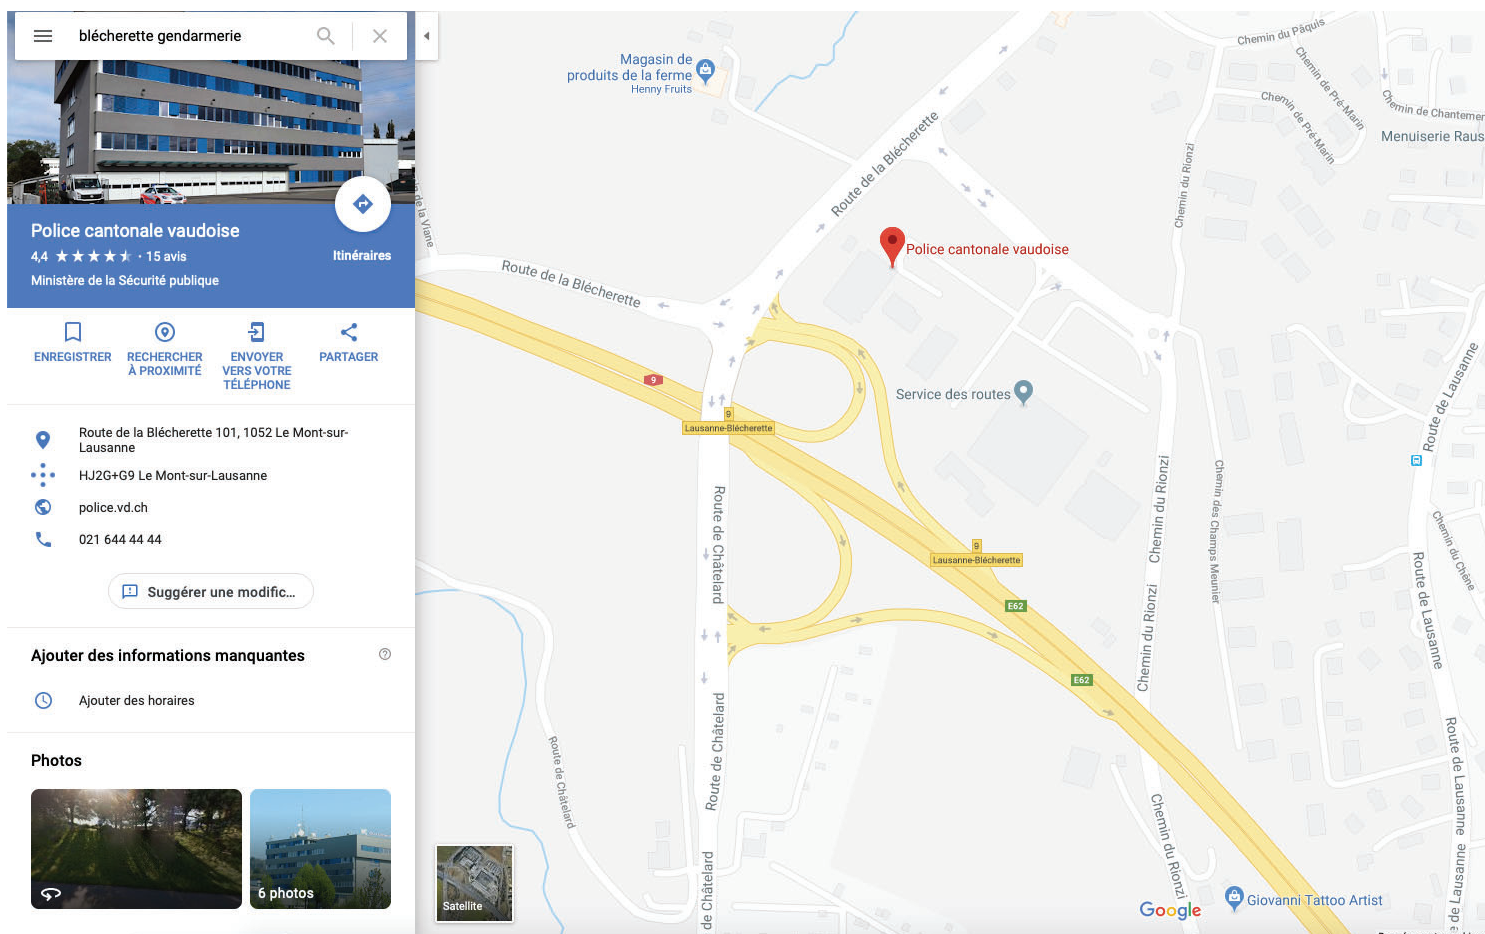 blécherette gendarmerie
Police cantonale vaudoise
4,4 ★★★★★ · 15 avis
Itinéraires
Ministère de la Sécurité publique
ENREGISTRER
RECHERCHER
À PROXIMITÉ
ENVOYER
VERS VOTRE
TÉLÉPHONE
PARTAGER
Route de la Blécherette 101, 1052 Le Mont-sur-
Lausanne
HJ2G+G9 Le Mont-sur-Lausanne
police.vd.ch
021 644 44 44
Suggérer une modific...
Ajouter des informations manquantes
Ajouter des horaires
Photos
6 photos
Magasin de
produits de la ferme
Henny Fruits
Route de la Blécherette
Chemin du Pâquis
Chemin de Pré-Marin
Chemin de Pré-Marin
Chemin de Chantemer
Menuiserie Raus
Chemin du Rionzi
de la Viane
Police cantonale vaudoise
Route de la Blécherette
9
9
Lausanne-Blécherette
Service des routes
Route de Lausanne
Route de Châtelard
Chemin du Rionzi
Chemin des Champs Meunier
9
Lausanne-Blécherette
E62
Chemin du Chêne
Route de Lausanne
Chemin du Rionzi
E62
Route de Châtelard
Route de Châtelard
Route de Lausanne
Chemin du Rionzi
Satellite
de Châtelard
Google
Giovanni Tattoo Artist
de Lausanne